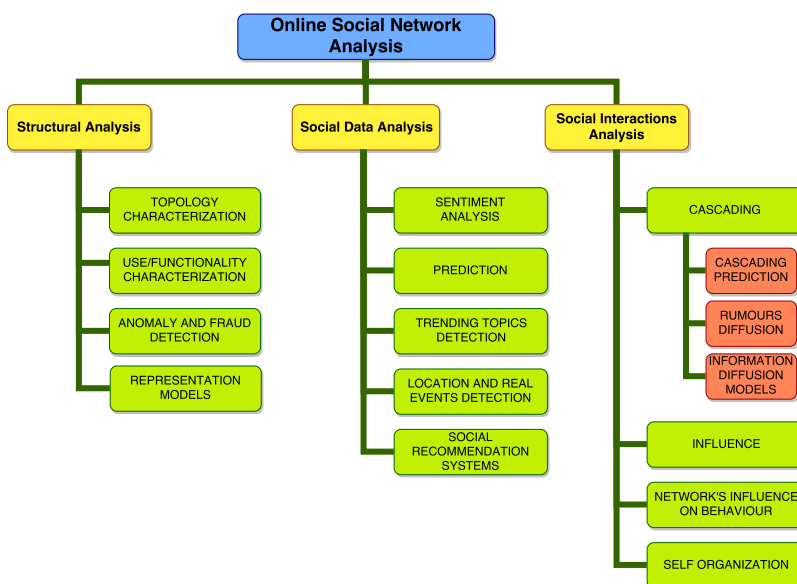 Online Social Network
Analysis
Structural Analysis
TOPOLOGY
CHARACTERIZATION
USE/FUNCTIONALITY
CHARACTERIZATION
ANOMALY AND FRAUD
DETECTION
REPRESENTATION
MODELS
Social Data Analysis
SENTIMENT
ANALYSIS
PREDICTION
TRENDING TOPICS
DETECTION
LOCATION AND REAL
EVENTS DETECTION
SOCIAL
RECOMMENDATION
SYSTEMS
Social Interactions
Analysis
CASCADING
CASCADING
PREDICTION
RUMOURS
DIFFUSION
INFORMATION
DIFFUSION
MODELS
INFLUENCE
NETWORK'S INFLUENCE
ON BEHAVIOUR
SELF ORGANIZATION